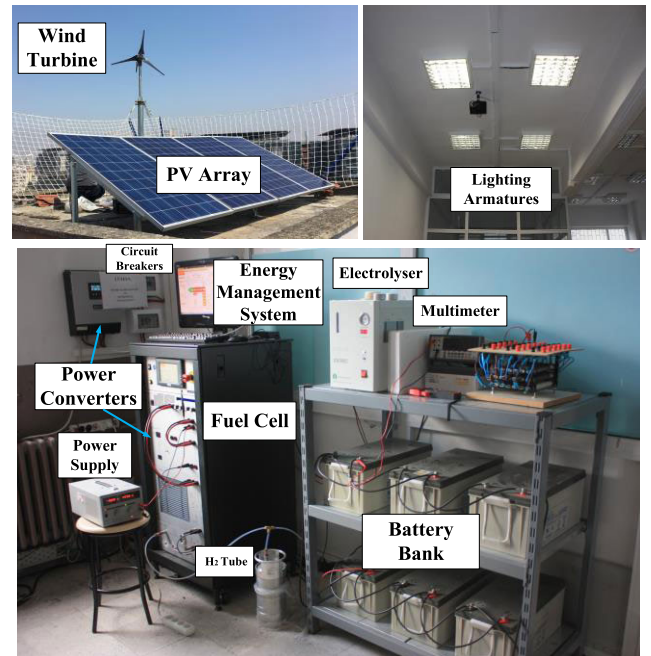 Wind
Turbine
PV Array
Lighting
Armatures
Circuit
Breakers
Energy
Management
System
Electrolyser
Multimeter
Power
Converters
Fuel Cell
Power
Supply
Battery
Bank
H₂ Tube